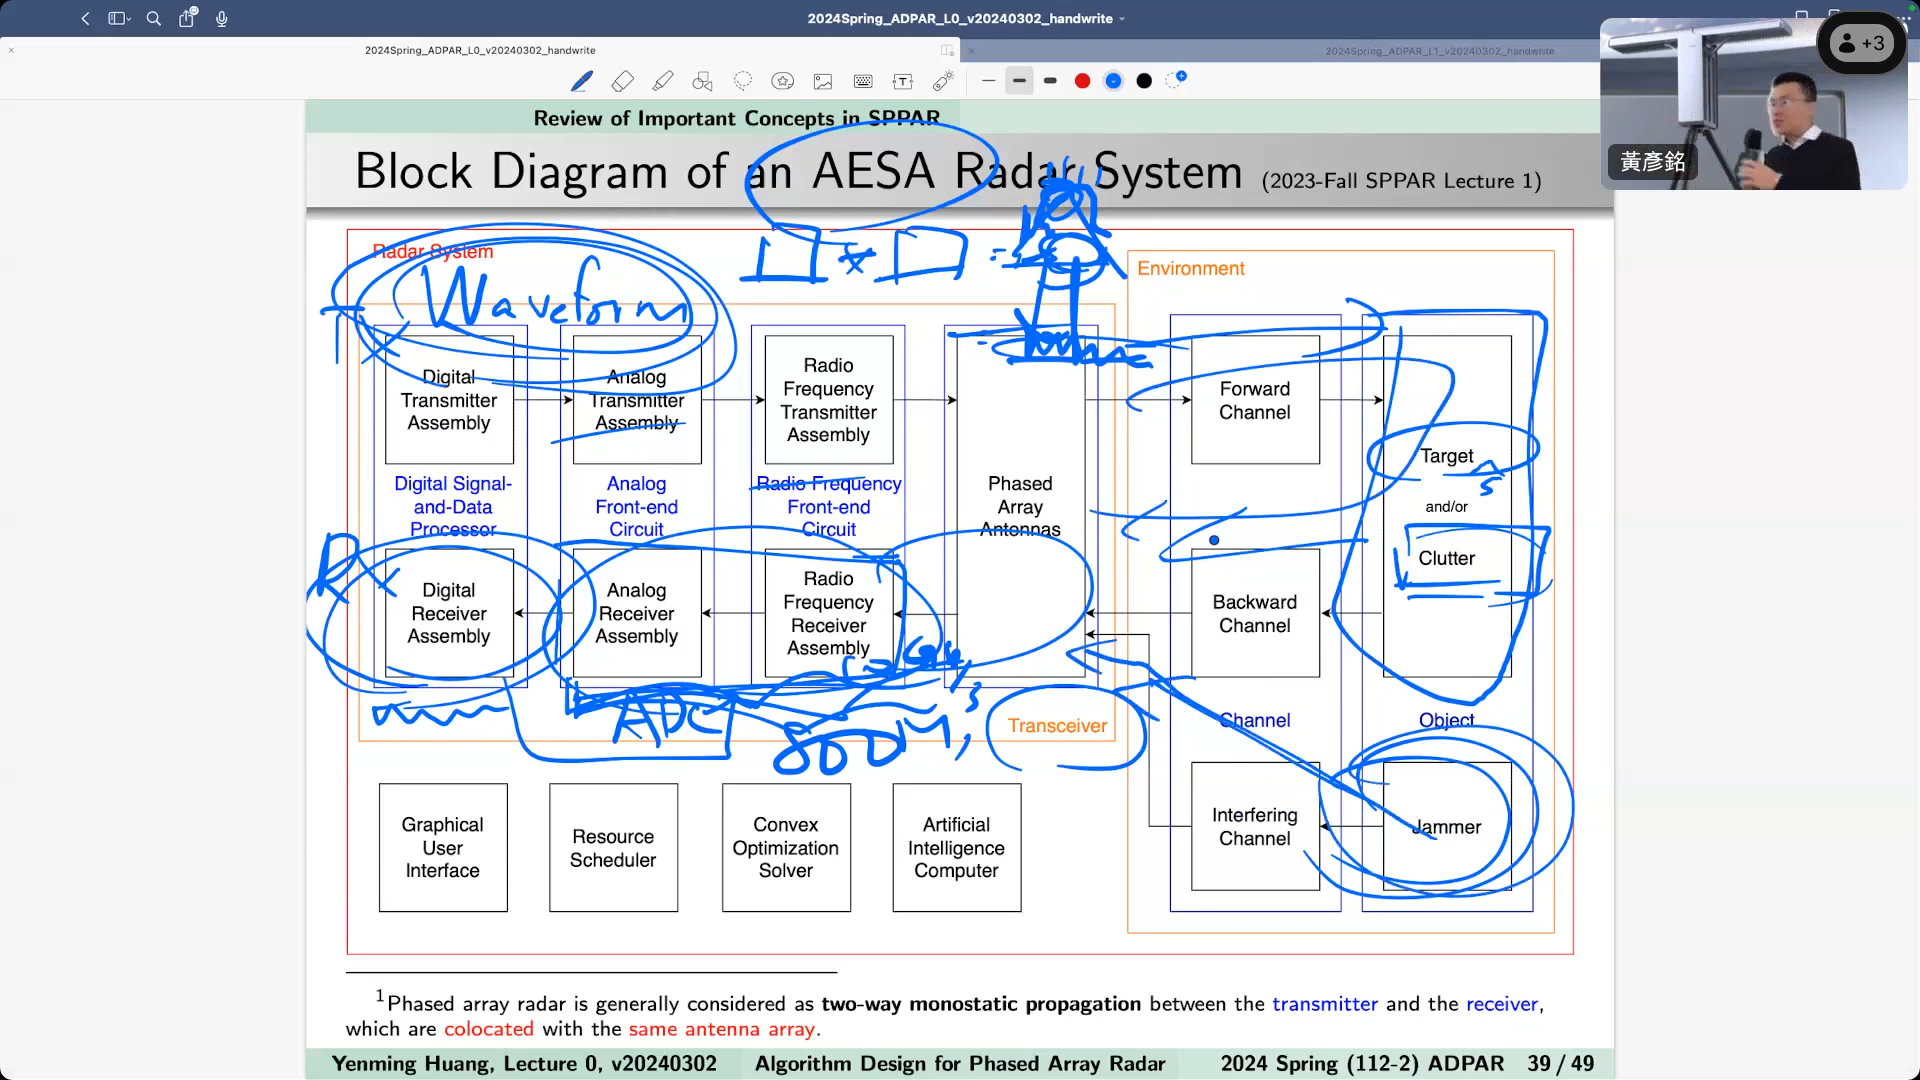 2024Spring_ADPAR_L0_v20240302_handwrite
2024Spring_ADPAR_L0_v20240302_handwrite
2024Spring_ADPAR_L1_v20240302_handwrite
+3
黃彥銘
Review of Important Concepts in SPPAR
Block Diagram of an AESA Radar System (2023-Fall SPPAR Lecture 1)
Radar System
Environment
Waveform
Tx
Digital
Transmitter
Assembly
Analog
Transmitter
Assembly
Radio
Frequency
Transmitter
Assembly
Phased
Array
Antennas
Forward
Channel
Target
s
and/or
Clutter
Digital Signal-
and-Data
Processor
Analog
Front-end
Circuit
Radio Frequency
Front-end
Circuit
Rx
Digital
Receiver
Assembly
Analog
Receiver
Assembly
Radio
Frequency
Receiver
Assembly
Backward
Channel
ADC
800M,
Transceiver
Channel
Object
Graphical
User
Interface
Resource
Scheduler
Convex
Optimization
Solver
Artificial
Intelligence
Computer
Interfering
Channel
Jammer
1Phased array radar is generally considered as two-way monostatic propagation between the transmitter and the receiver,
which are colocated with the same antenna array.
Yenming Huang, Lecture 0, v20240302 Algorithm Design for Phased Array Radar 2024 Spring (112-2) ADPAR 39 / 49